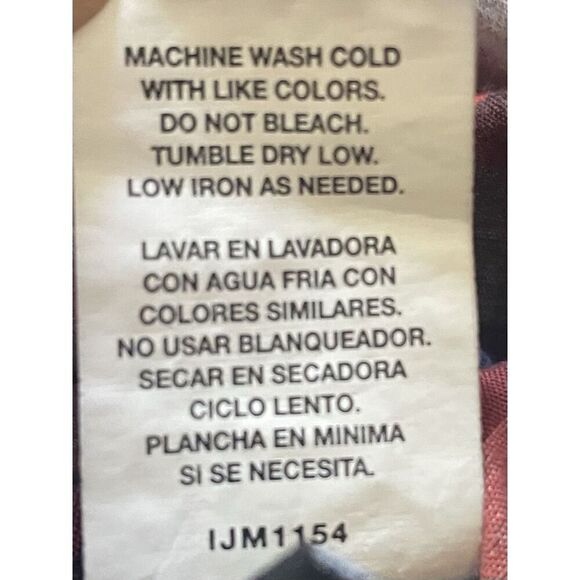 MACHINE WASH COLD
WITH LIKE COLORS.
DO NOT BLEACH.
TUMBLE DRY LOW.
LOW IRON AS NEEDED.
LAVAR EN LAVADORA
CON AGUA FRIA CON
COLORES SIMILARES.
NO USAR BLANQUEADOR.
SECAR EN SECADORA
CICLO LENTO.
PLANCHA EN MINIMA
SI SE NECESITA.
IJM1154